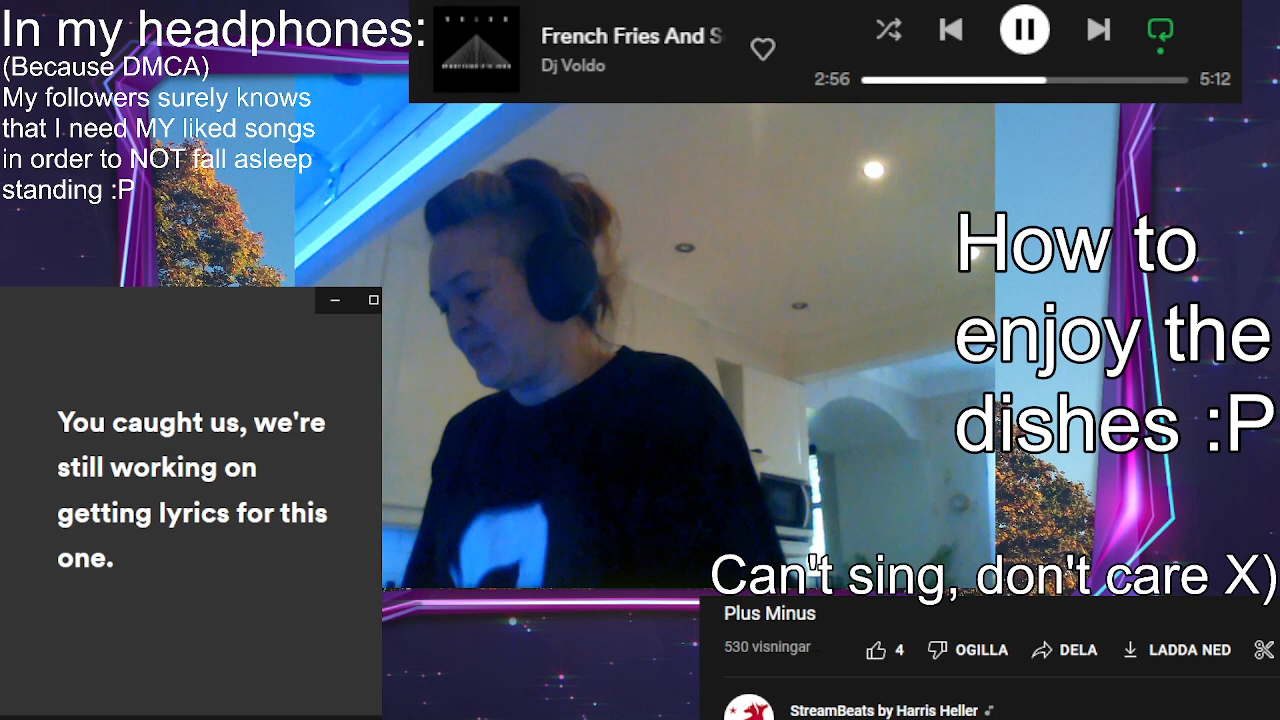 In my headphones:
(Because DMCA)
My followers surely knows
that I need MY liked songs
in order to NOT fall asleep
standing :P
French Fries And S
Dj Voldo
2:56
5:12
How to
enjoy the
dishes :P
You caught us, we're
still working on
getting lyrics for this
one.
Can't sing, don't care X)
Plus Minus
530 visningar
4 OGILLA DELA LADDA NED
StreamBeats by Harris Heller